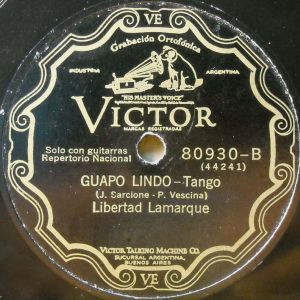 VE
Grabación Ortofónica
INDUSTRIA ARGENTINA
"HIS MASTER'S VOICE"
VICTOR
MARCAS REGISTRADAS
Solo con guitarras
Repertorio Nacional
80930-B
(44241)
GUAPO LINDO-Tango
(J. Sarcione - P. Vescina)
Libertad Lamarque
VICTOR TALKING MACHINE CO.
SUCURSAL ARGENTINA,
BUENOS AIRES
VE